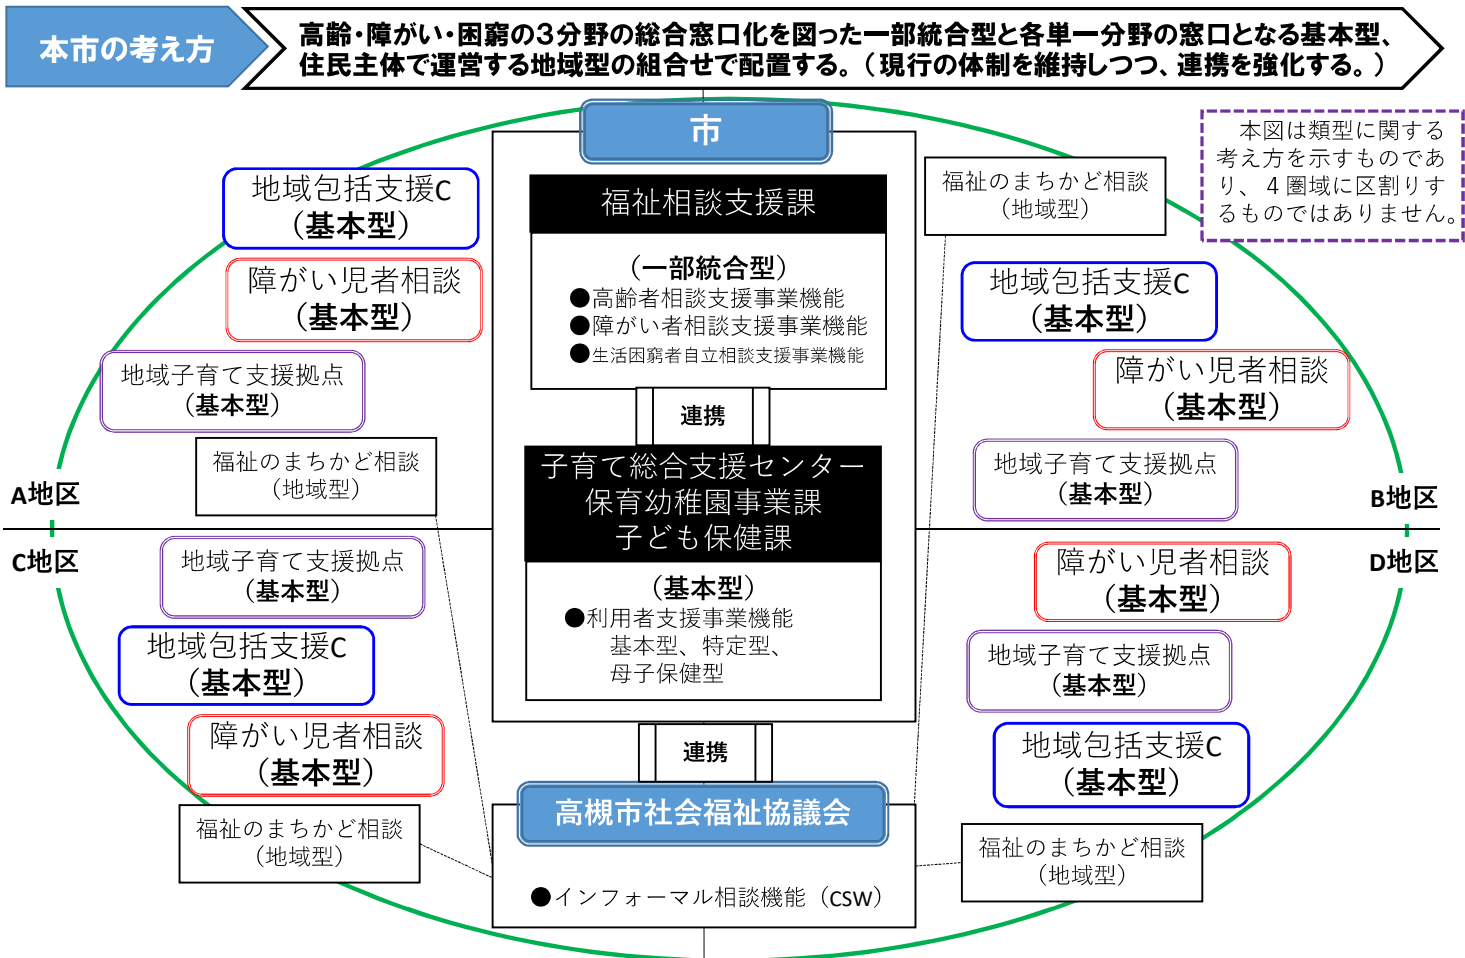 本市の考え方
高齢・障がい・困窮の３分野の総合窓口化を図った一部統合型と各単一分野の窓口となる基本型、
住民主体で運営する地域型の組合せで配置する。（現行の体制を維持しつつ、連携を強化する。）
本図は類型に関する
考え方を示すものであ
り、４圏域に区割りす
るものではありません。
市
福祉相談支援課
（一部統合型）
●高齢者相談支援事業機能
●障がい者相談支援事業機能
●生活困窮者自立相談支援事業機能
連携
子育て総合支援センター
保育幼稚園事業課
子ども保健課
（基本型）
●利用者支援事業機能
基本型、特定型、
母子保健型
連携
高槻市社会福祉協議会
●インフォーマル相談機能（CSW）
地域包括支援C
（基本型）
障がい児者相談
（基本型）
地域子育て支援拠点
（基本型）
福祉のまちかど相談
（地域型）
A地区
福祉のまちかど相談
（地域型）
地域包括支援C
（基本型）
障がい児者相談
（基本型）
地域子育て支援拠点
（基本型）
B地区
C地区
地域子育て支援拠点
（基本型）
地域包括支援C
（基本型）
障がい児者相談
（基本型）
福祉のまちかど相談
（地域型）
D地区
障がい児者相談
（基本型）
地域子育て支援拠点
（基本型）
地域包括支援C
（基本型）
福祉のまちかど相談
（地域型）